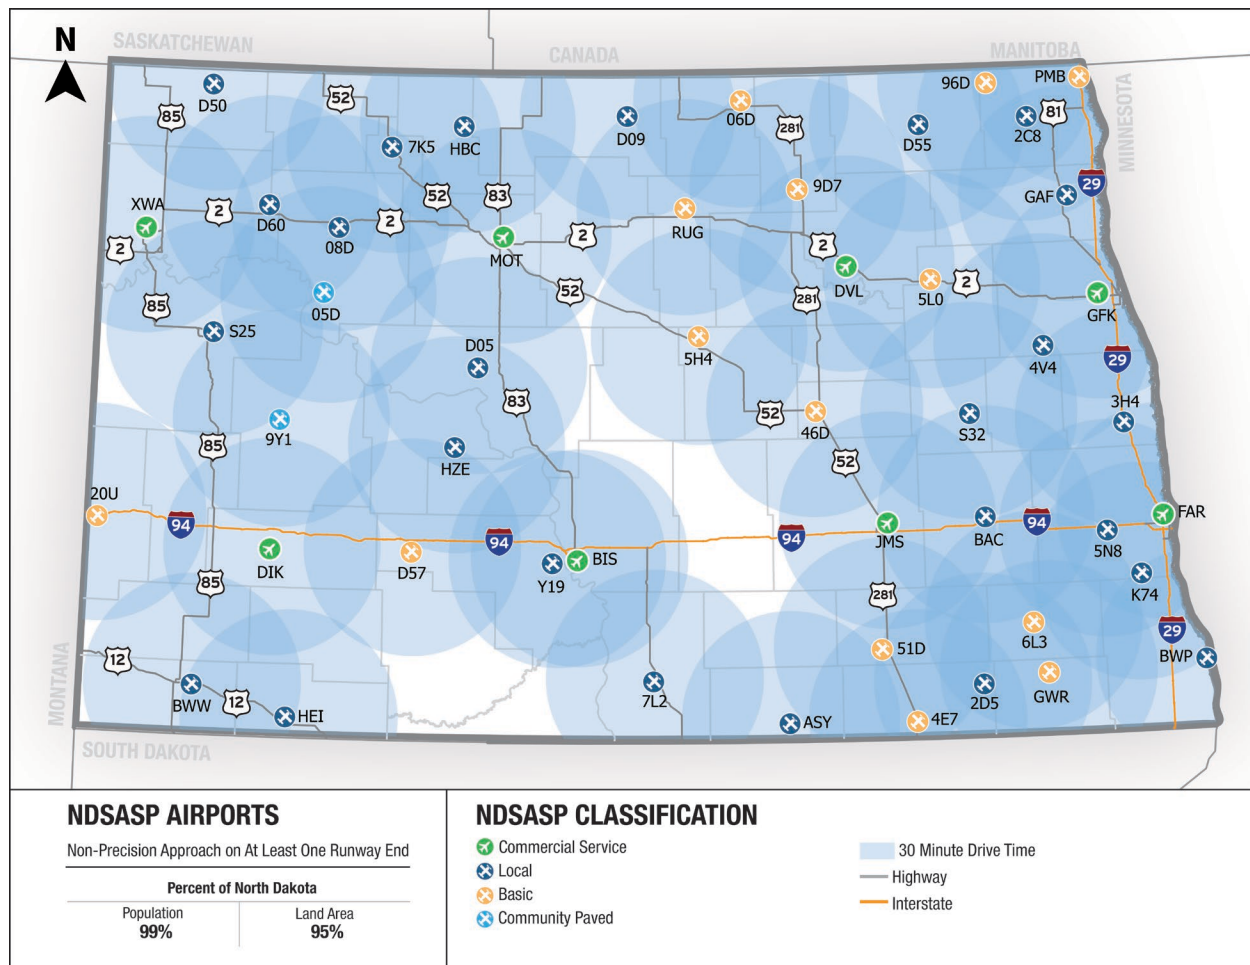 N
SASKATCHEWAN
CANADA
MANITOBA
MINNESOTA
MONTANA
SOUTH DAKOTA
D50
52
85
7K5
HBC
D09
06D
281
96D
PMB
D55
2C8
81
29
GAF
XWA
2
D60
08D
2
52
83
MOT
2
RUG
9D7
2
DVL
5L0
2
GFK
2
85
05D
52
281
S25
D05
5H4
4V4
29
3H4
9Y1
83
52
46D
S32
85
HZE
52
20U
94
DIK
D57
94
Y19
BIS
94
JMS
BAC
94
5N8
FAR
85
281
K74
12
BWW
12
HEI
7L2
ASY
51D
4E7
2D5
6L3
GWR
29
BWP
NDSASP AIRPORTS
Non-Precision Approach on At Least One Runway End
Percent of North Dakota
Population
Land Area
99%
95%
NDSASP CLASSIFICATION
Commercial Service
Local
Basic
Community Paved
30 Minute Drive Time
Highway
Interstate